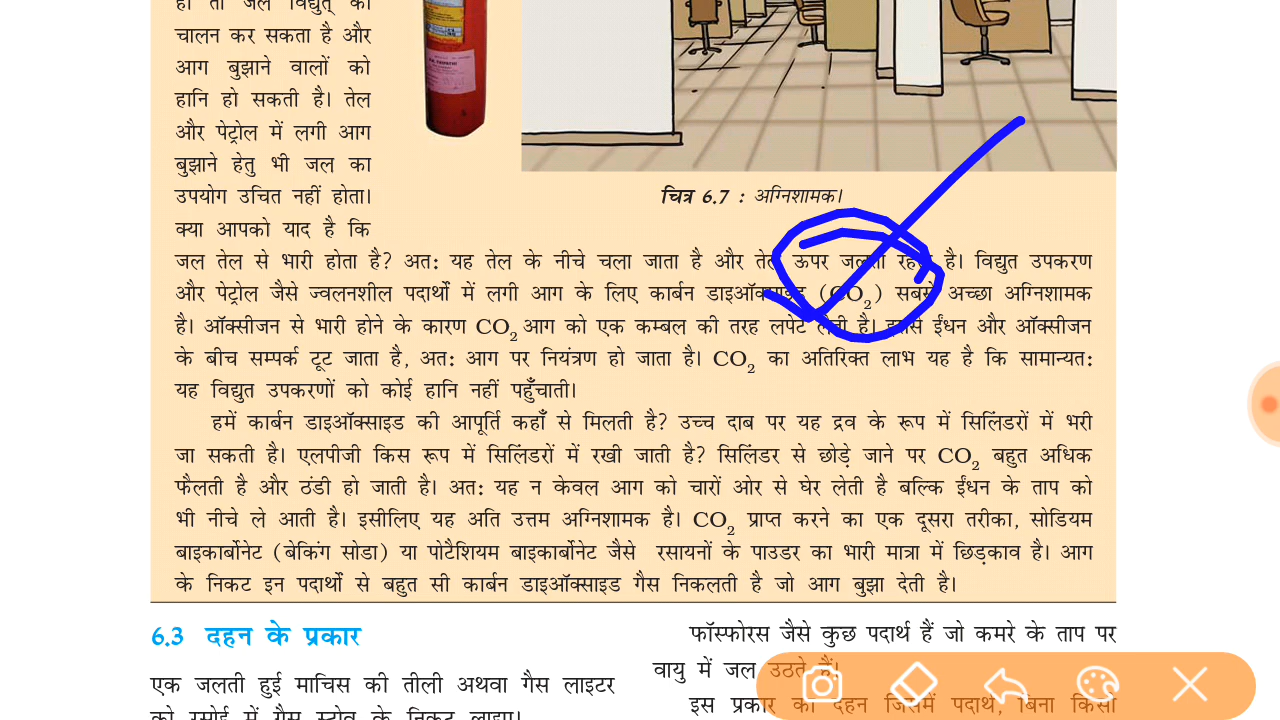 हो तो जल विद्युत् का
चालन कर सकता है और
आग बुझाने वालों को
हानि हो सकती है। तेल
और पेट्रोल में लगी आग
बुझाने हेतु भी जल का
उपयोग उचित नहीं होता।
क्या आपको याद है कि
चित्र 6.7 : अग्निशामक।
जल तेल से भारी होता है? अतः यह तेल के नीचे चला जाता है और तेल ऊपर जलता रहता है। विद्युत उपकरण
और पेट्रोल जैसे ज्वलनशील पदार्थों में लगी आग के लिए कार्बन डाइऑक्साइड (CO₂) सबसे अच्छा अग्निशामक
है। ऑक्सीजन से भारी होने के कारण CO₂ आग को एक कम्बल की तरह लपेट लेती है। इससे ईंधन और ऑक्सीजन
के बीच सम्पर्क टूट जाता है, अतः आग पर नियंत्रण हो जाता है। CO₂ का अतिरिक्त लाभ यह है कि सामान्यतः
यह विद्युत उपकरणों को कोई हानि नहीं पहुँचाती।
हमें कार्बन डाइऑक्साइड की आपूर्ति कहाँ से मिलती है? उच्च दाब पर यह द्रव के रूप में सिलिंडरों में भरी
जा सकती है। एलपीजी किस रूप में सिलिंडरों में रखी जाती है? सिलिंडर से छोड़े जाने पर CO₂ बहुत अधिक
फैलती है और ठंडी हो जाती है। अतः यह न केवल आग को चारों ओर से घेर लेती है बल्कि ईंधन के ताप को
भी नीचे ले आती है। इसीलिए यह अति उत्तम अग्निशामक है। CO₂ प्राप्त करने का एक दूसरा तरीका, सोडियम
बाइकार्बोनेट (बेकिंग सोडा) या पोटैशियम बाइकार्बोनेट जैसे रसायनों के पाउडर का भारी मात्रा में छिड़काव है। आग
के निकट इन पदार्थों से बहुत सी कार्बन डाइऑक्साइड गैस निकलती है जो आग बुझा देती है।
6.3 दहन के प्रकार
एक जलती हुई माचिस की तीली अथवा गैस लाइटर
को रसोई में गैस स्टोव के निकट लाइए।
फॉस्फोरस जैसे कुछ पदार्थ हैं जो कमरे के ताप पर
वायु में जल उठते हैं।
इस प्रकार का दहन जिसमें पदार्थ, बिना किसी